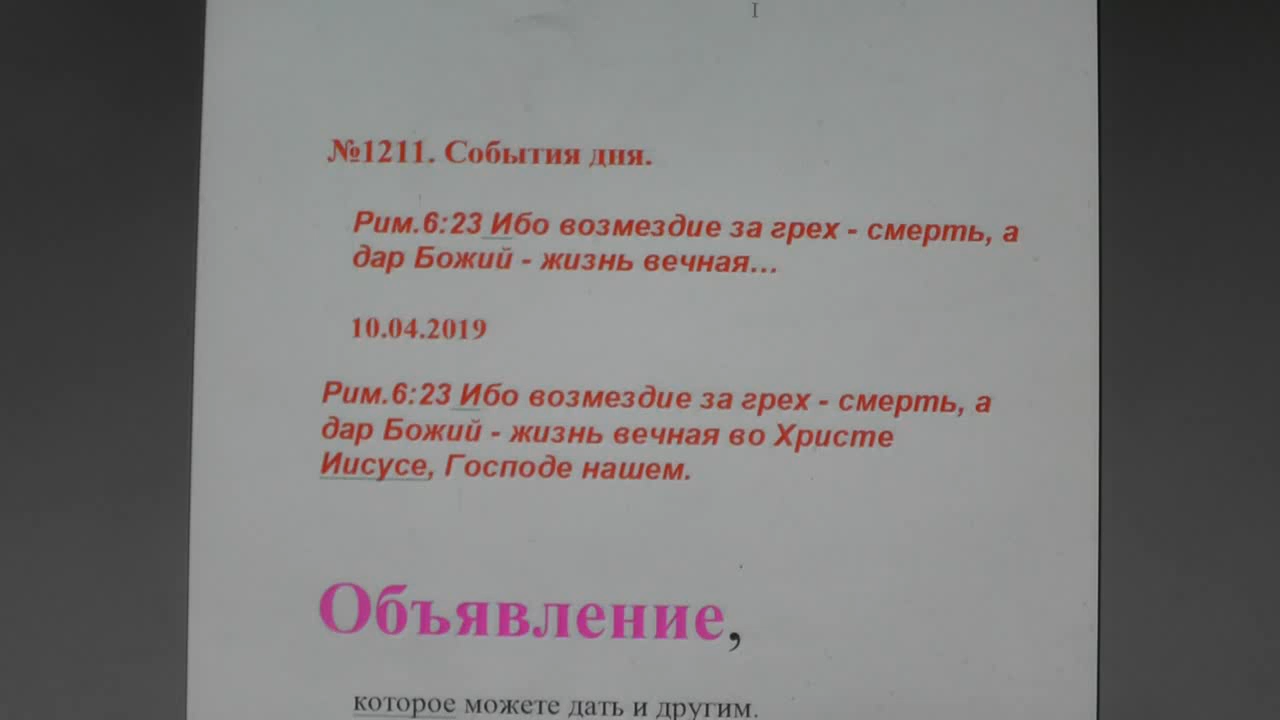 №1211. События дня.
Рим.6:23 Ибо возмездие за грех - смерть, а
дар Божий - жизнь вечная...
10.04.2019
Рим.6:23 Ибо возмездие за грех - смерть, а
дар Божий - жизнь вечная во Христе
Иисусе, Господе нашем.
Объявление,
которое можете дать и другим.